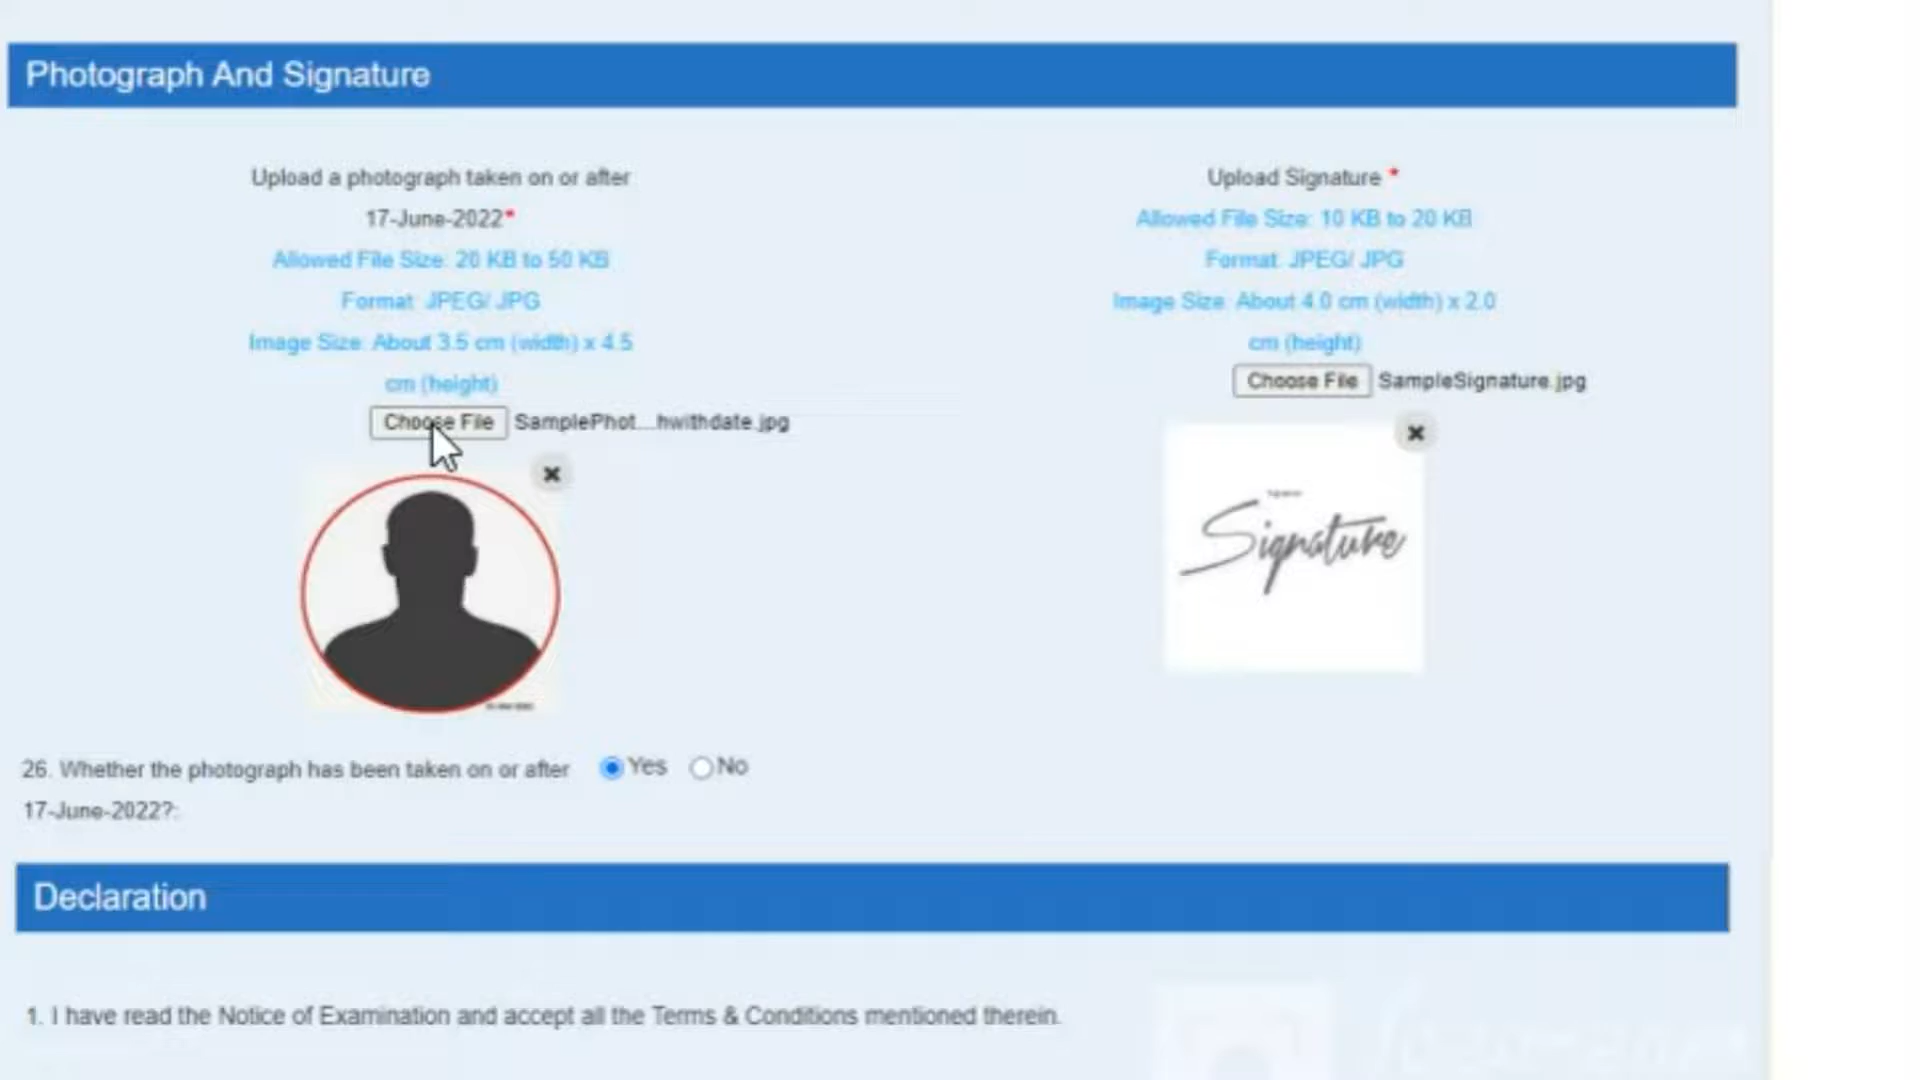 Photograph And Signature
Upload a photograph taken on or after
17-June-2022*
Allowed File Size: 20 KB to 50 KB
Format: JPEG/ JPG
Image Size: About 3.5 cm (width) x 4.5
cm (height)
Choose File SamplePhot...hwithdate.jpg
Upload Signature *
Allowed File Size: 10 KB to 20 KB
Format: JPEG/ JPG
Image Size: About 4.0 cm (width) x 2.0
cm (height)
Choose File SampleSignature.jpg
Signature
26. Whether the photograph has been taken on or after
17-June-2022?:
Yes No
Declaration
1. I have read the Notice of Examination and accept all the Terms & Conditions mentioned therein.